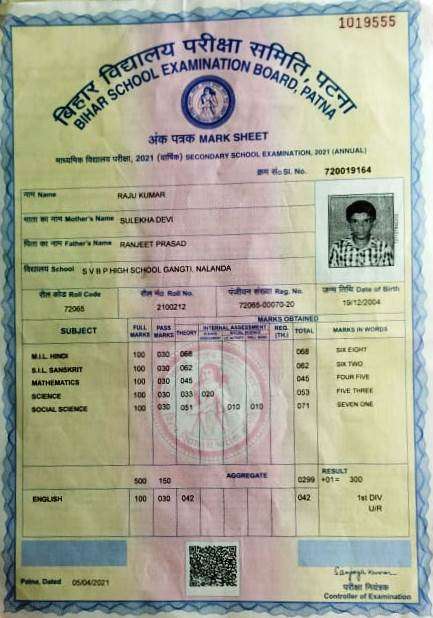 1019555
बिहार विद्यालय परीक्षा समिति, पटना
BIHAR SCHOOL EXAMINATION BOARD, PATNA
अंक पत्रक MARK SHEET
माध्यमिक विद्यालय परीक्षा, 2021 (वार्षिक) SECONDARY SCHOOL EXAMINATION, 2021 (ANNUAL)
क्रम सं० Sl. No. 720019164
नाम Name RAJU KUMAR
माता का नाम Mother's Name SULEKHA DEVI
पिता का नाम Father's Name RANJEET PRASAD
विद्यालय School S V B P HIGH SCHOOL GANGTI, NALANDA
रौल कोड Roll Code रौल नं० Roll No. पंजीयन संख्या Reg. No. जन्म तिथि Date of Birth
72065 2100212 72065-00070-20 19/12/2004
MARKS OBTAINED
SUBJECT FULL MARKS PASS MARKS THEORY INTERNAL ASSESSMENT REG. (TH.) TOTAL MARKS IN WORDS
M.I.L. HINDI 100 030 068 068 SIX EIGHT
S.I.L. SANSKRIT 100 030 062 062 SIX TWO
MATHEMATICS 100 030 045 045 FOUR FIVE
SCIENCE 100 030 033 020 053 FIVE THREE
SOCIAL SCIENCE 100 030 051 010 010 071 SEVEN ONE
AGGREGATE RESULT
500 150 0299 +01= 300
ENGLISH 100 030 042 042 1st DIV
U/R
Patna, Dated 05/04/2021
Sanjay Kumar
परीक्षा नियंत्रक
Controller of Examination